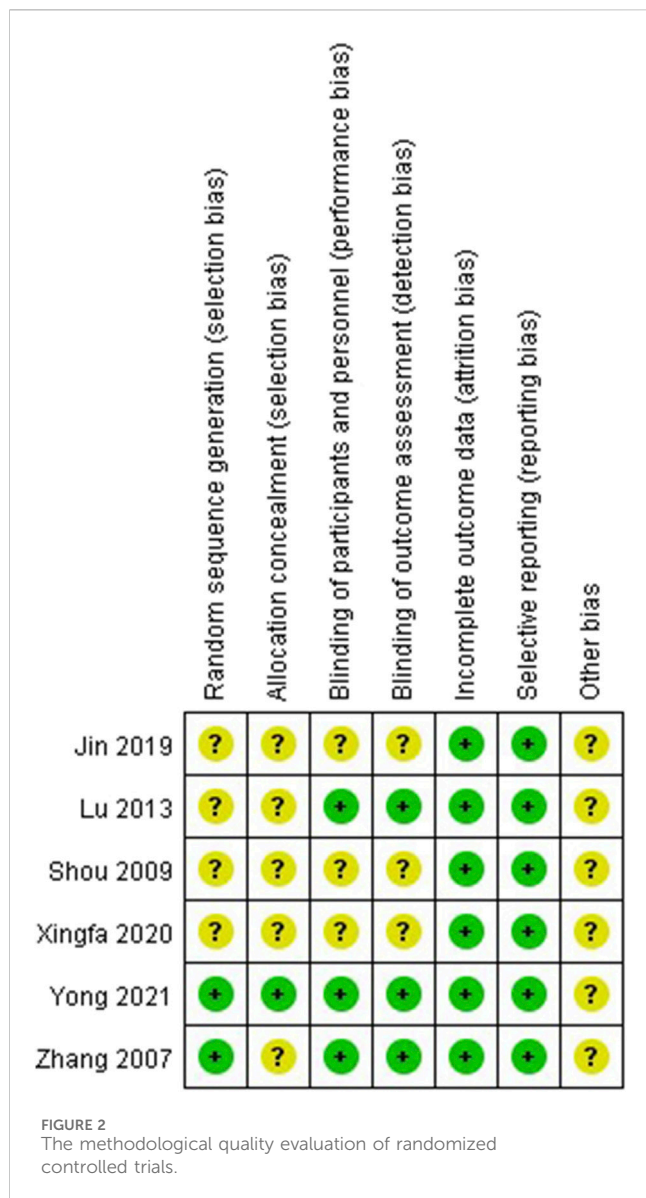 Random sequence generation (selection bias)
Allocation concealment (selection bias)
Blinding of participants and personnel (performance bias)
Blinding of outcome assessment (detection bias)
Incomplete outcome data (attrition bias)
Selective reporting (reporting bias)
Other bias
Jin 2019 ? ? ? ? + + ?
Lu 2013 ? ? + + + + ?
Shou 2009 ? ? ? ? + + ?
Xingfa 2020 ? ? ? ? + + ?
Yong 2021 + + + + + + ?
Zhang 2007 + ? + + + + ?
FIGURE 2
The methodological quality evaluation of randomized
controlled trials.